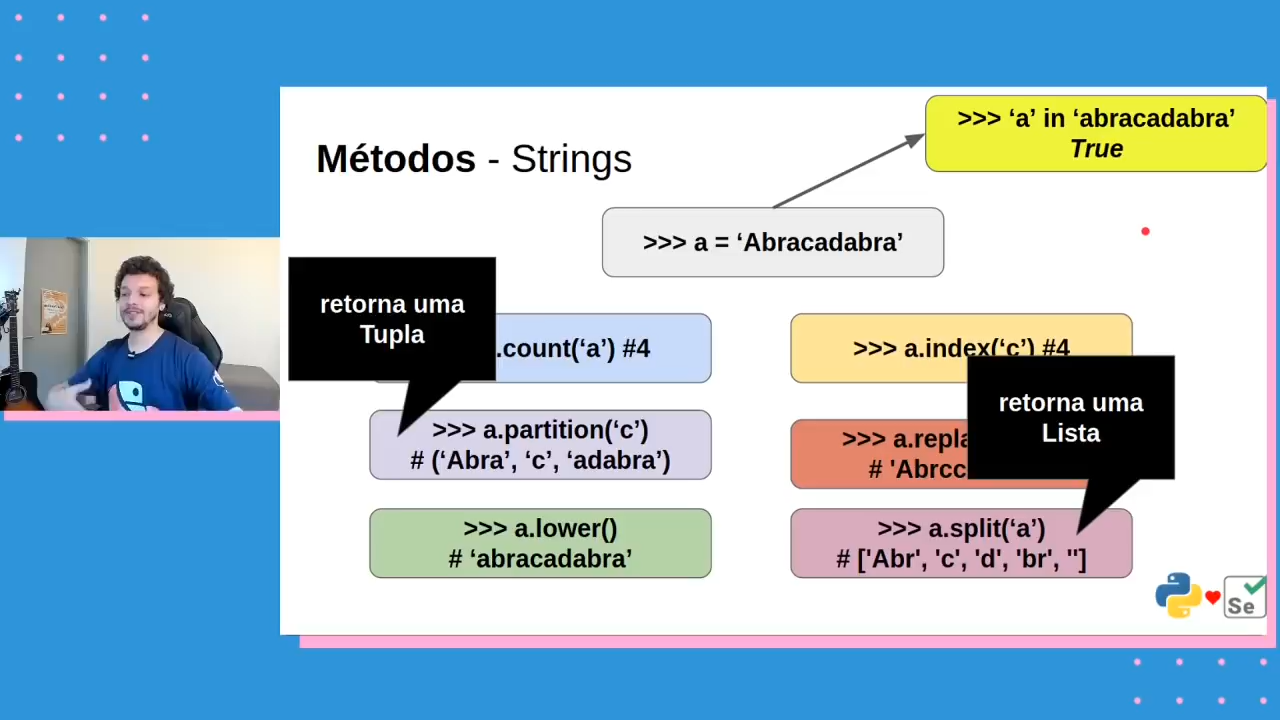 >>> ‘a’ in ‘abracadabra’
True
Métodos - Strings
>>> a = ‘Abracadabra’
retorna uma
Tupla
.count(‘a’) #4
>>> a.index(‘c’) #4
retorna uma
Lista
>>> a.partition(‘c’)
# (‘Abra’, ‘c’, ‘adabra’)
>>> a.repla
# 'Abrcc
>>> a.lower()
# ‘abracadabra’
>>> a.split(‘a’)
# ['Abr', 'c', 'd', 'br', '']
Se